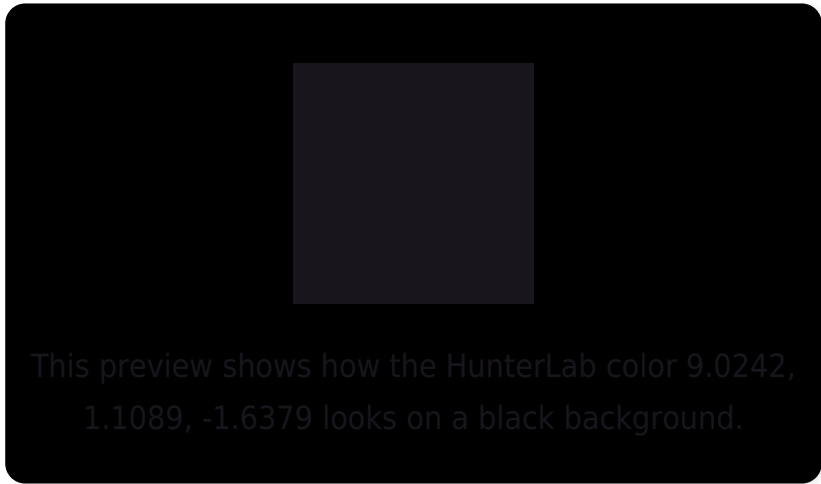 This preview shows how the HunterLab color 9.0242,
1.1089, -1.6379 looks on a black background.